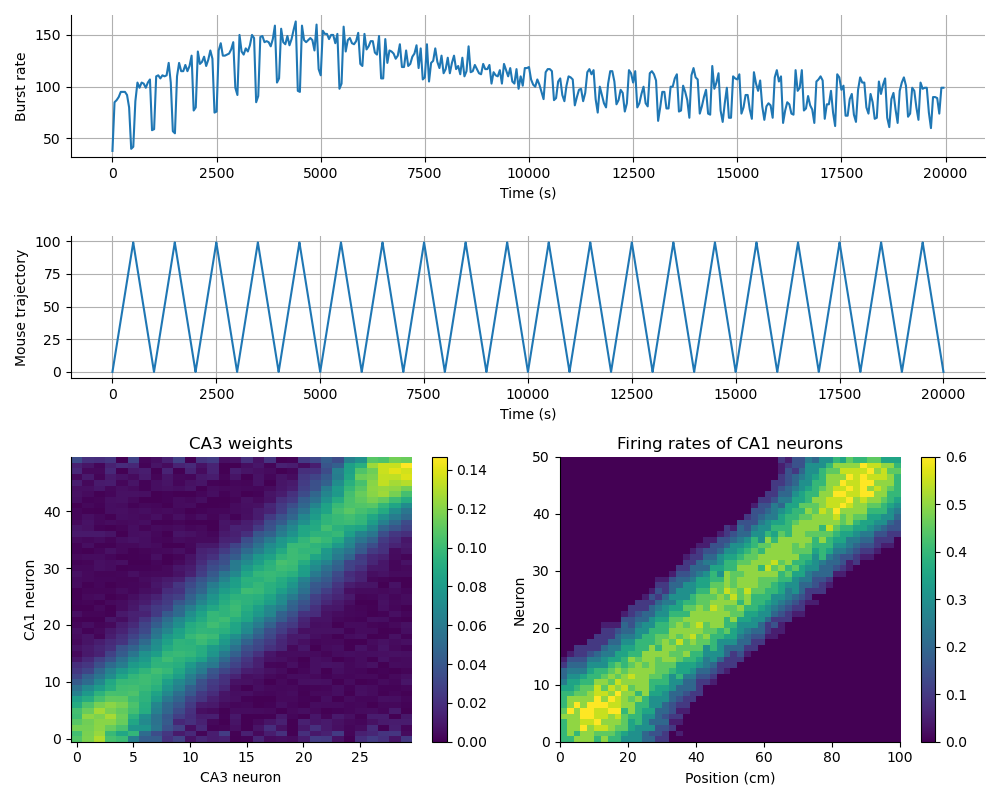 Burst rate
150
100
50
0 2500 5000 7500 10000 12500 15000 17500 20000
Time (s)
Mouse trajectory
100
75
50
25
0
0 2500 5000 7500 10000 12500 15000 17500 20000
Time (s)
CA3 weights
CA1 neuron
40
30
20
10
0
0 5 10 15 20 25
CA3 neuron
0.14
0.12
0.10
0.08
0.06
0.04
0.02
0.00
Firing rates of CA1 neurons
Neuron
50
40
30
20
10
0
0 20 40 60 80 100
Position (cm)
0.6
0.5
0.4
0.3
0.2
0.1
0.0